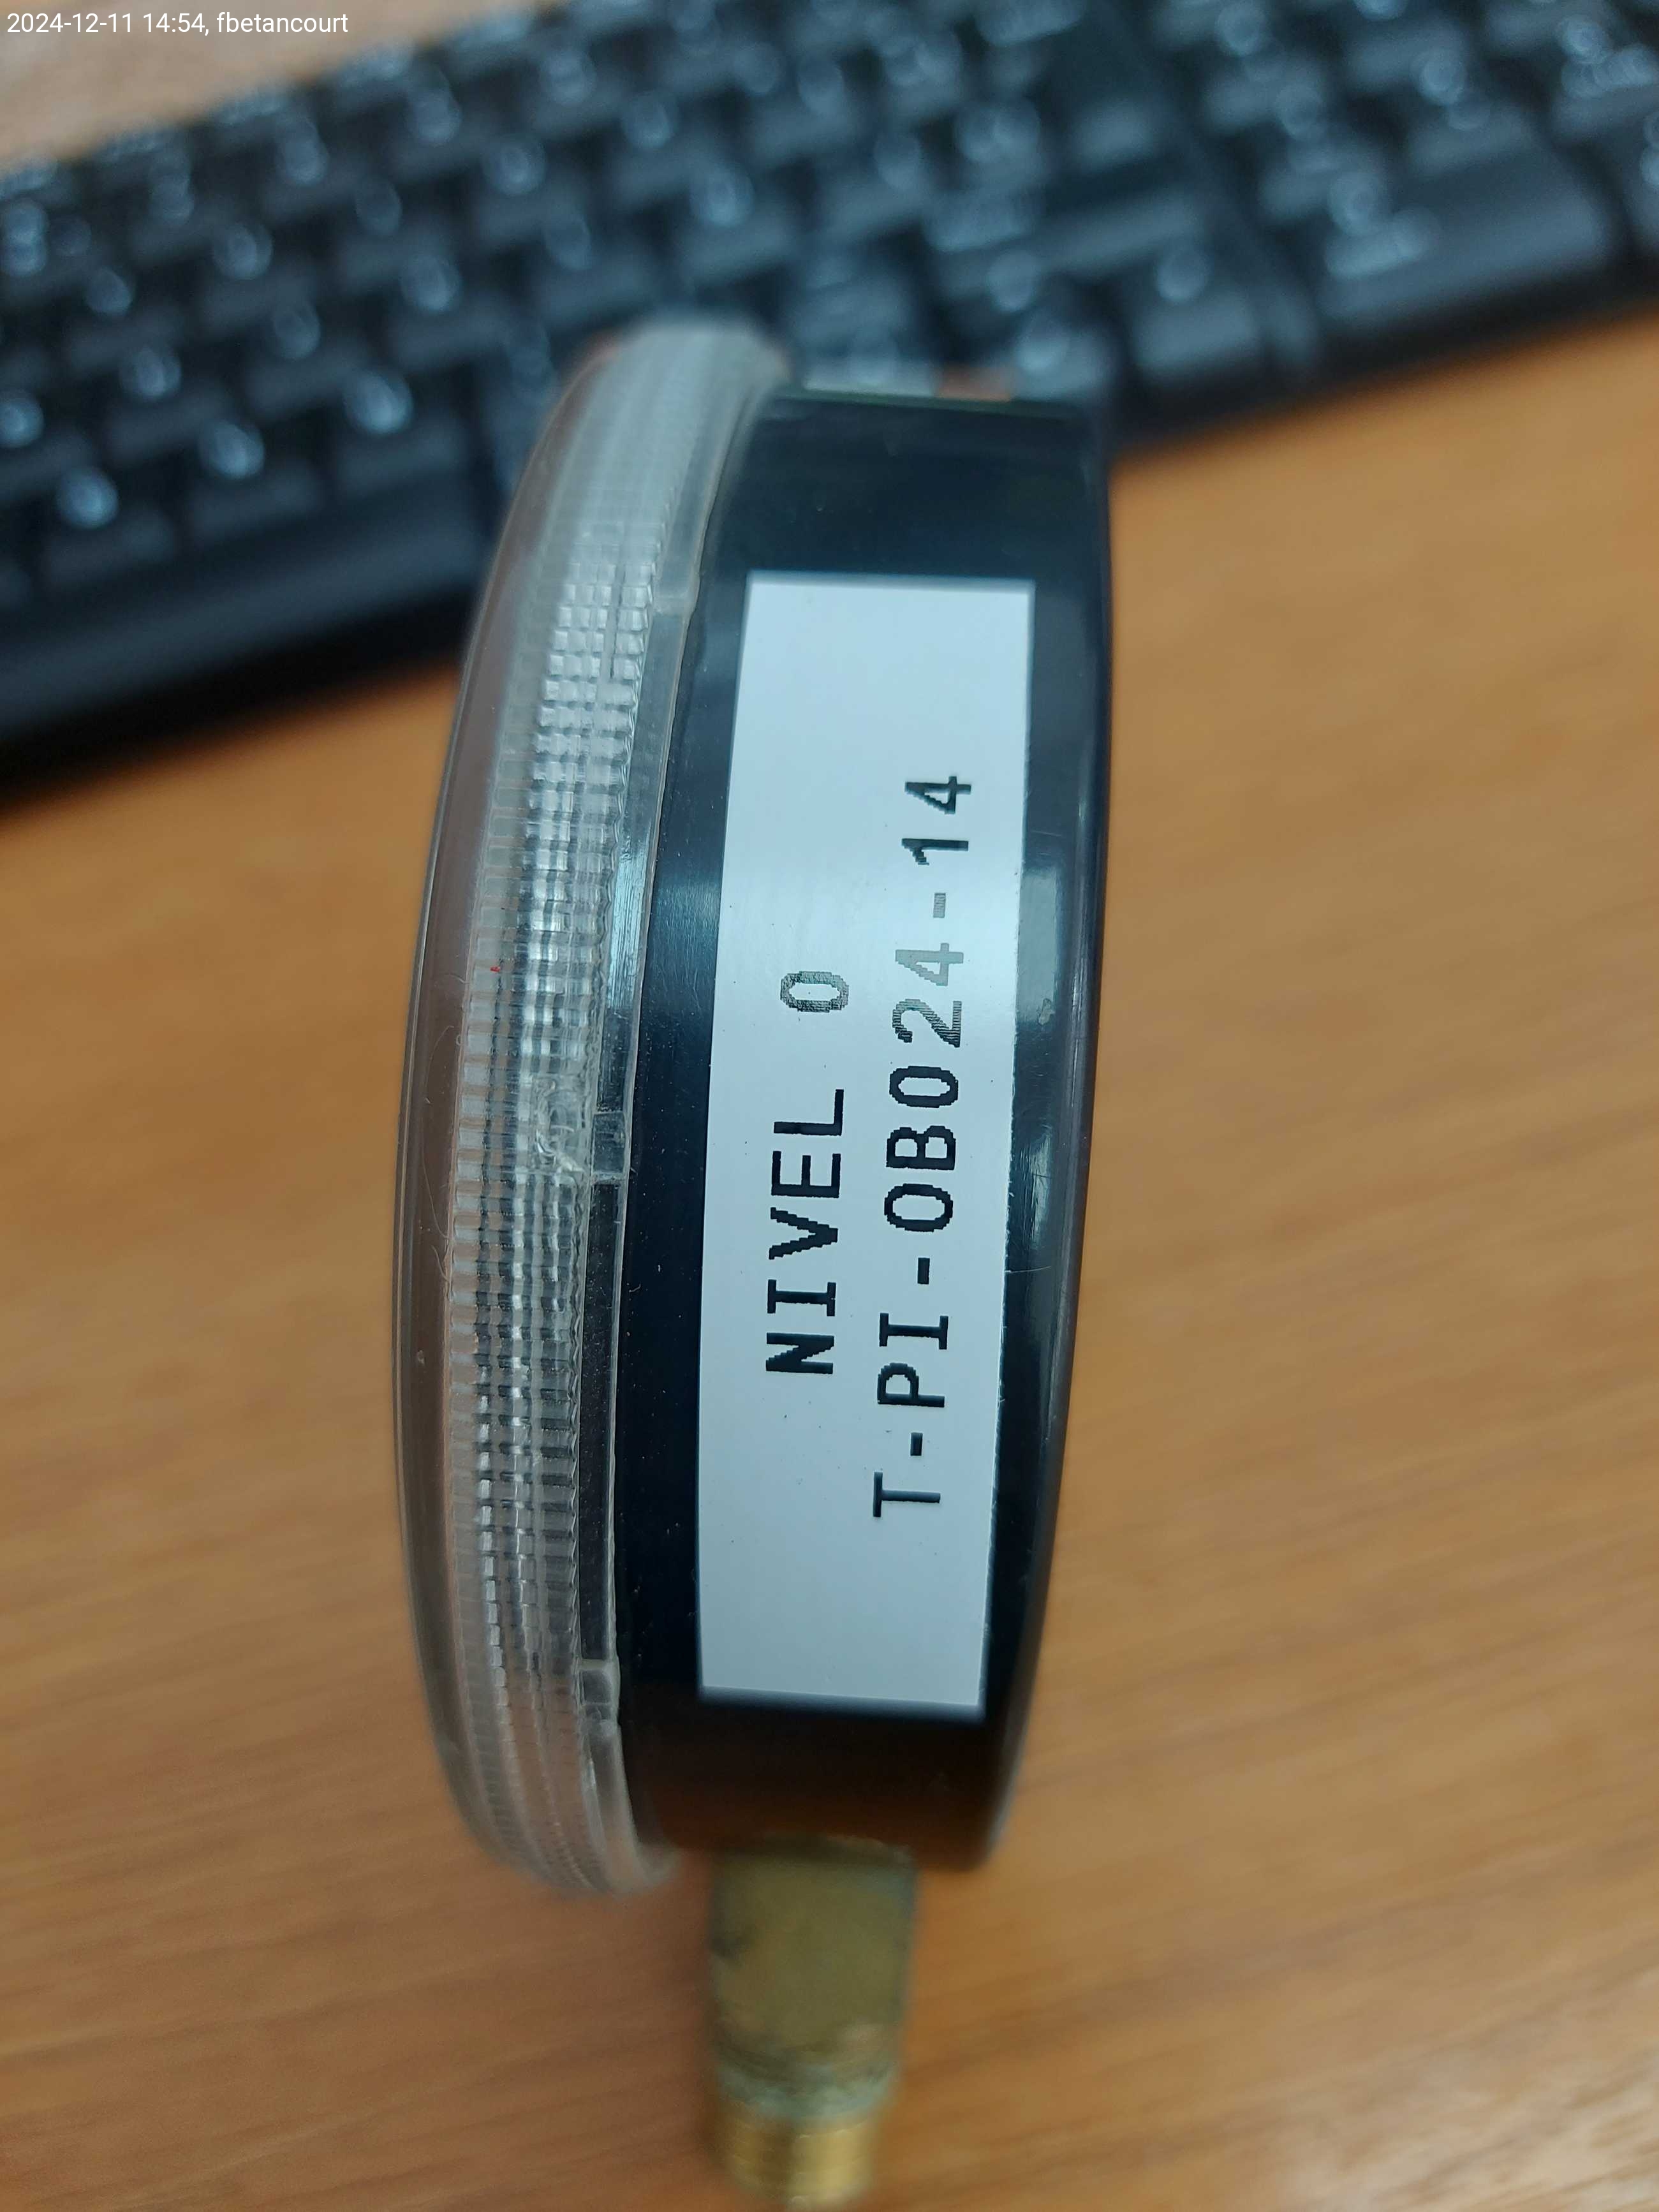 2024-12-11 14:54, fbetancourt
NIVEL 0
T-PI-0B024-14